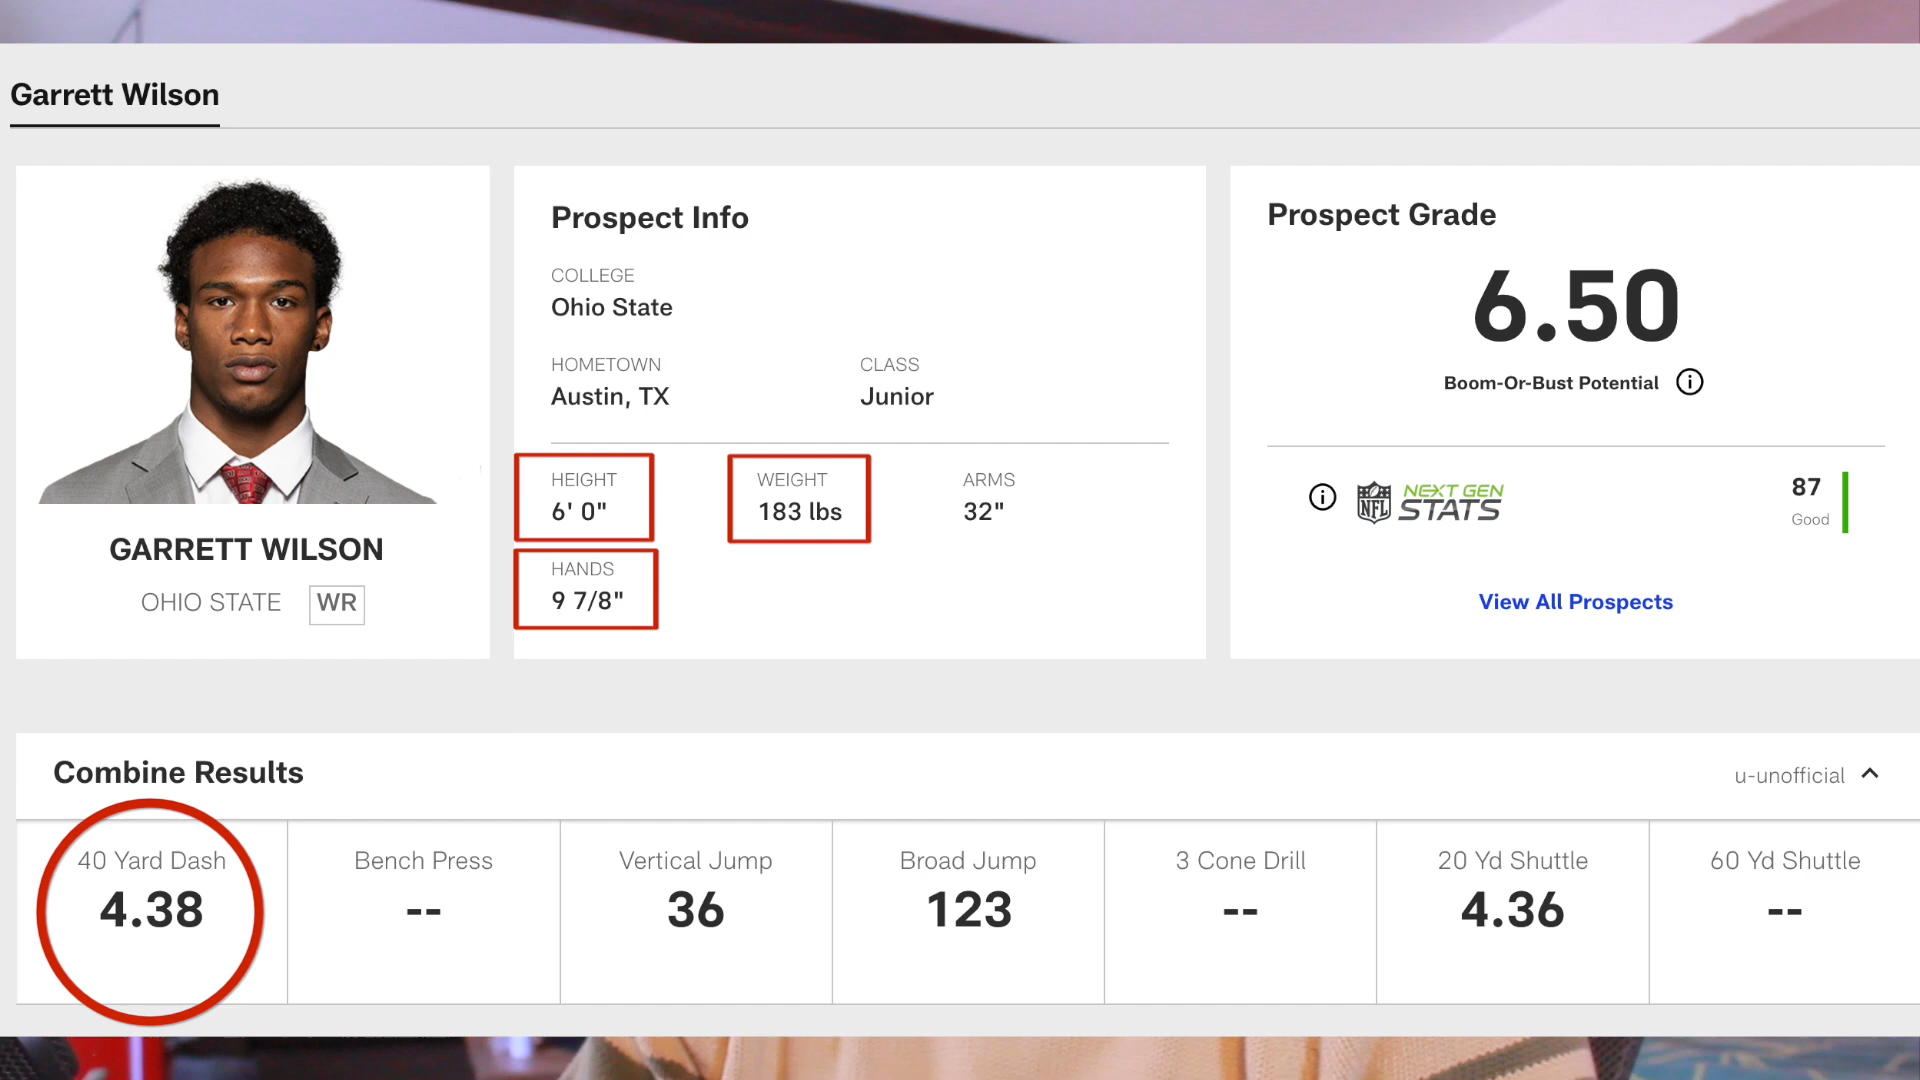 Garrett Wilson
GARRETT WILSON
OHIO STATE WR
Prospect Info
COLLEGE
Ohio State
HOMETOWN
Austin, TX
CLASS
Junior
HEIGHT
6' 0"
WEIGHT
183 lbs
ARMS
32"
HANDS
9 7/8"
Prospect Grade
6.50
Boom-Or-Bust Potential i
i NFL NEXT GEN STATS
87
Good
View All Prospects
Combine Results
u-unofficial
40 Yard Dash
4.38
Bench Press
--
Vertical Jump
36
Broad Jump
123
3 Cone Drill
--
20 Yd Shuttle
4.36
60 Yd Shuttle
--